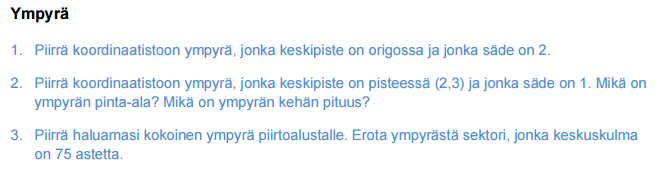 Ympyrä
1. Piirrä koordinaatistoon ympyrä, jonka keskipiste on origossa ja jonka säde on 2.
2. Piirrä koordinaatistoon ympyrä, jonka keskipiste on pisteessä (2,3) ja jonka säde on 1. Mikä on
ympyrän pinta-ala? Mikä on ympyrän kehän pituus?
3. Piirrä haluamasi kokoinen ympyrä piirtoalustalle. Erota ympyrästä sektori, jonka keskuskulma
on 75 astetta.